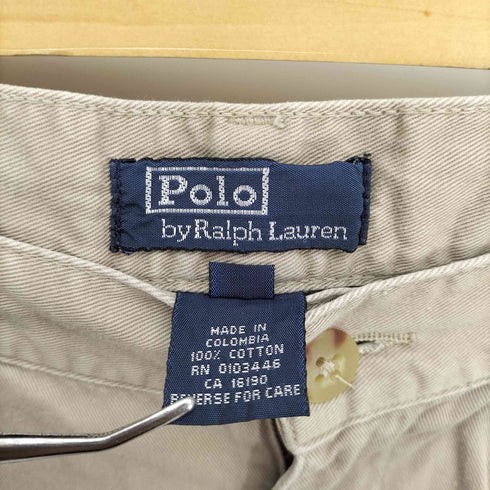 Polo
by Ralph Lauren
MADE IN
COLOMBIA
100% COTTON
RN 0103446
CA 16190
REVERSE FOR CARE